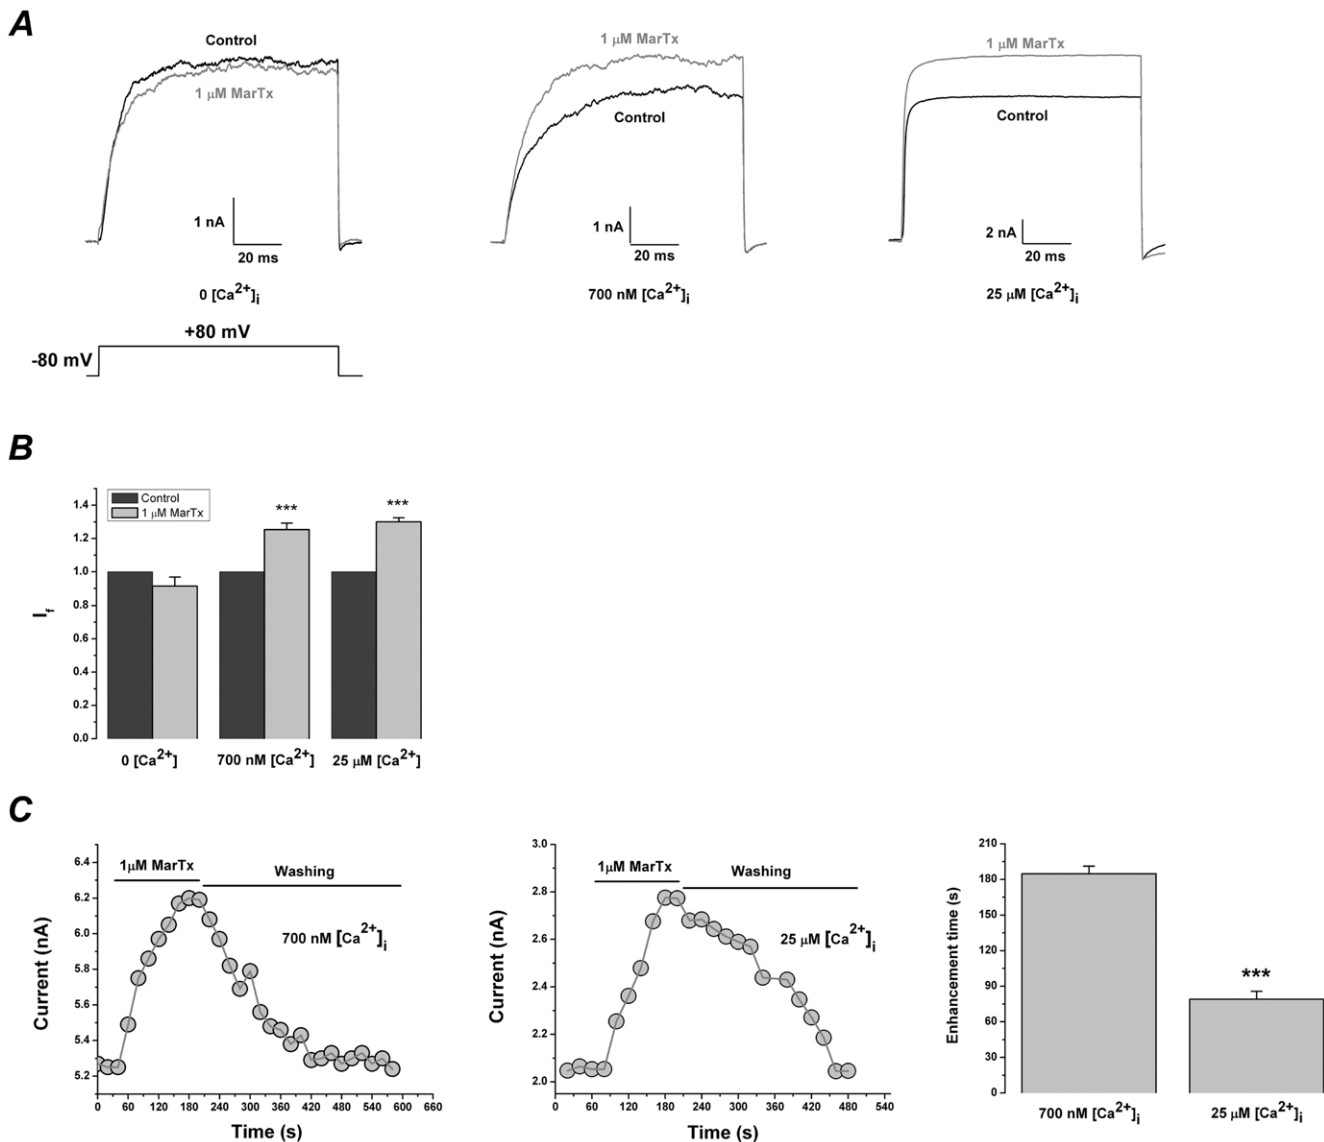 A
Control
1 μM MarTx
1 nA
20 ms
0 [Ca2+]i
1 μM MarTx
Control
1 nA
20 ms
700 nM [Ca2+]i
1 μM MarTx
Control
2 nA
20 ms
25 μM [Ca2+]i
+80 mV
-80 mV
B
Control
1 μM MarTx
***
***
1.4
1.2
1.0
0.8
0.6
0.4
0.2
0.0
If
0 [Ca2+]
700 nM [Ca2+]
25 μM [Ca2+]
C
1μM MarTx
Washing
700 nM [Ca2+]i
6.4
6.2
6.0
5.8
5.6
5.4
5.2
Current (nA)
0 60 120 180 240 300 360 420 480 540 600 660
Time (s)
1μM MarTx
Washing
25 μM [Ca2+]i
3.0
2.8
2.6
2.4
2.2
2.0
Current (nA)
0 60 120 180 240 300 360 420 480 540
Time (s)
210
180
150
120
90
60
30
0
Enhancement time (s)
***
700 nM [Ca2+]i
25 μM [Ca2+]i